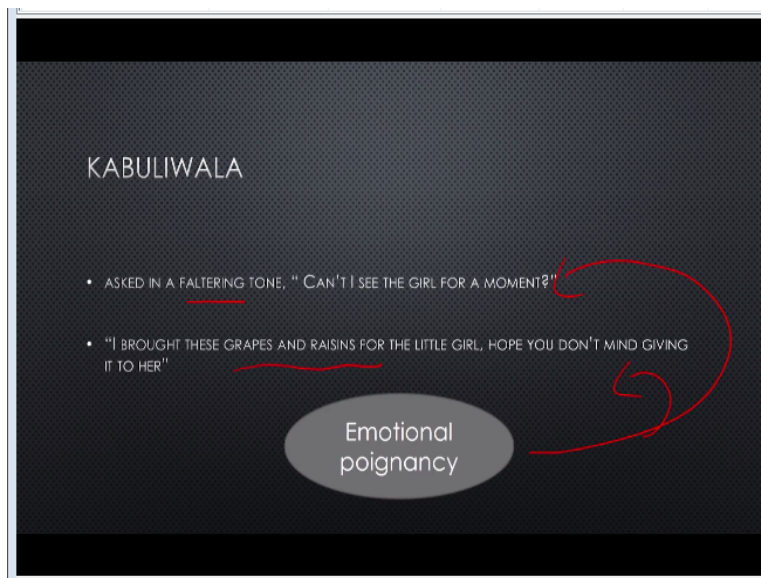 KABULIWALA
• ASKED IN A FALTERING TONE, “ CAN'T I SEE THE GIRL FOR A MOMENT?”
• “I BROUGHT THESE GRAPES AND RAISINS FOR THE LITTLE GIRL, HOPE YOU DON'T MIND GIVING
IT TO HER”
Emotional
poignancy